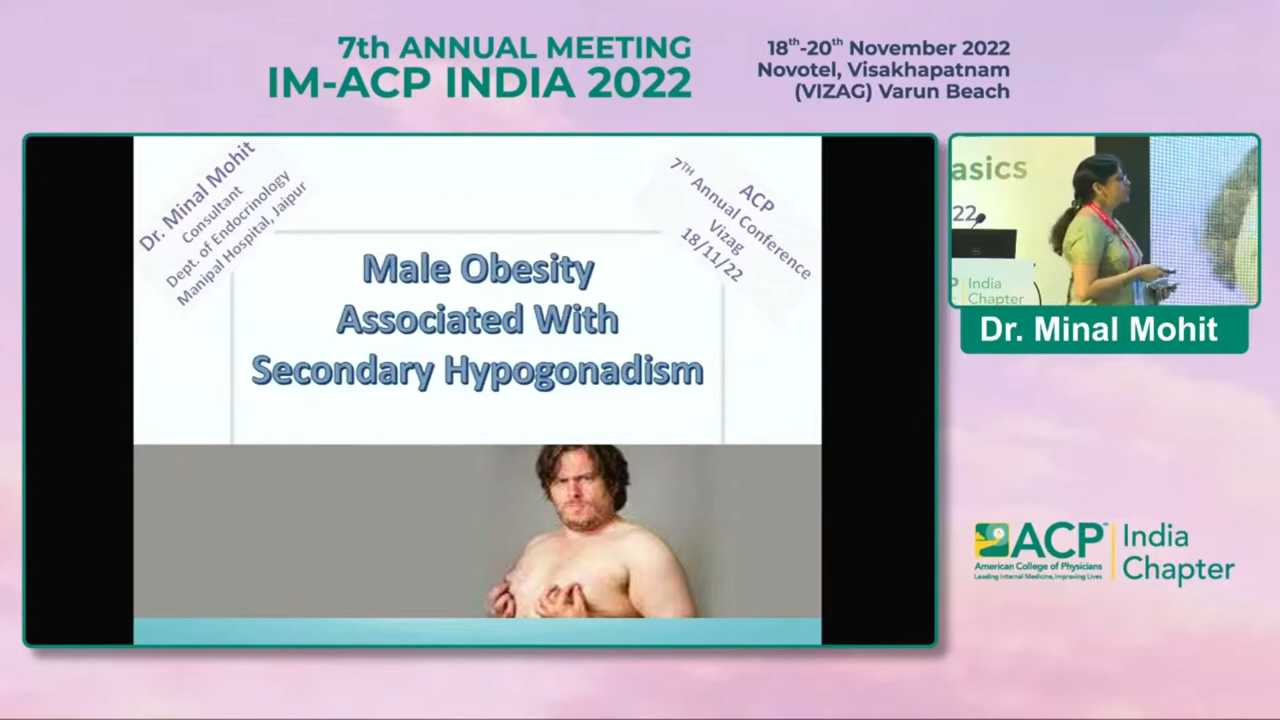 7th ANNUAL MEETING
IM-ACP INDIA 2022
18th-20th November 2022
Novotel, Visakhapatnam
(VIZAG) Varun Beach
Dr. Minal Mohit
Consultant
Dept. of Endocrinology
Manipal Hospital, Jaipur
ACP
7TH Annual Conference
Vizag
18/11/22
Male Obesity
Associated With
Secondary Hypogonadism
asics
22
India
Chapter
Dr. Minal Mohit
ACP
American College of Physicians
Leading Internal Medicine, Improving Lives
India
Chapter